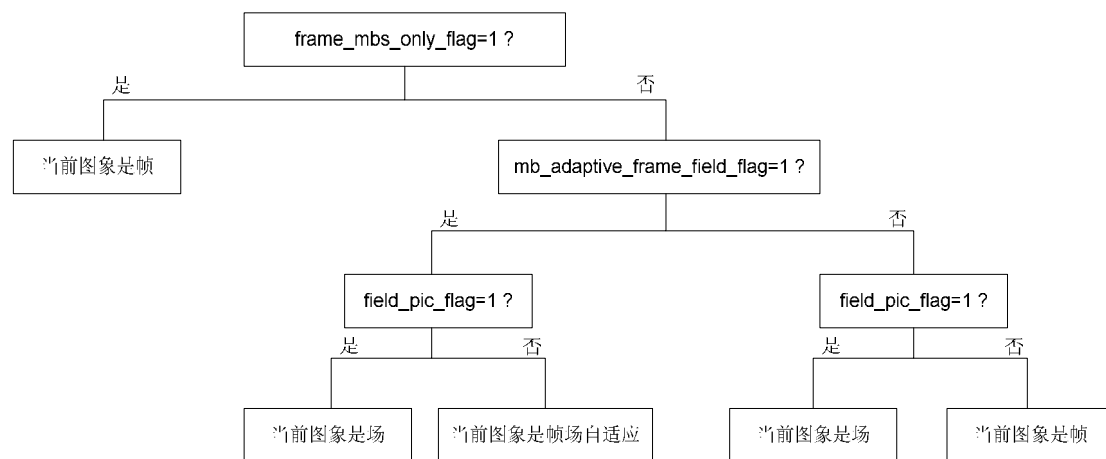 frame_mbs_only_flag=1 ?
是
否
当前图象是帧
mb_adaptive_frame_field_flag=1 ?
是
否
field_pic_flag=1 ?
field_pic_flag=1 ?
是
否
是
否
当前图象是场
当前图象是帧场自适应
当前图象是场
当前图象是帧